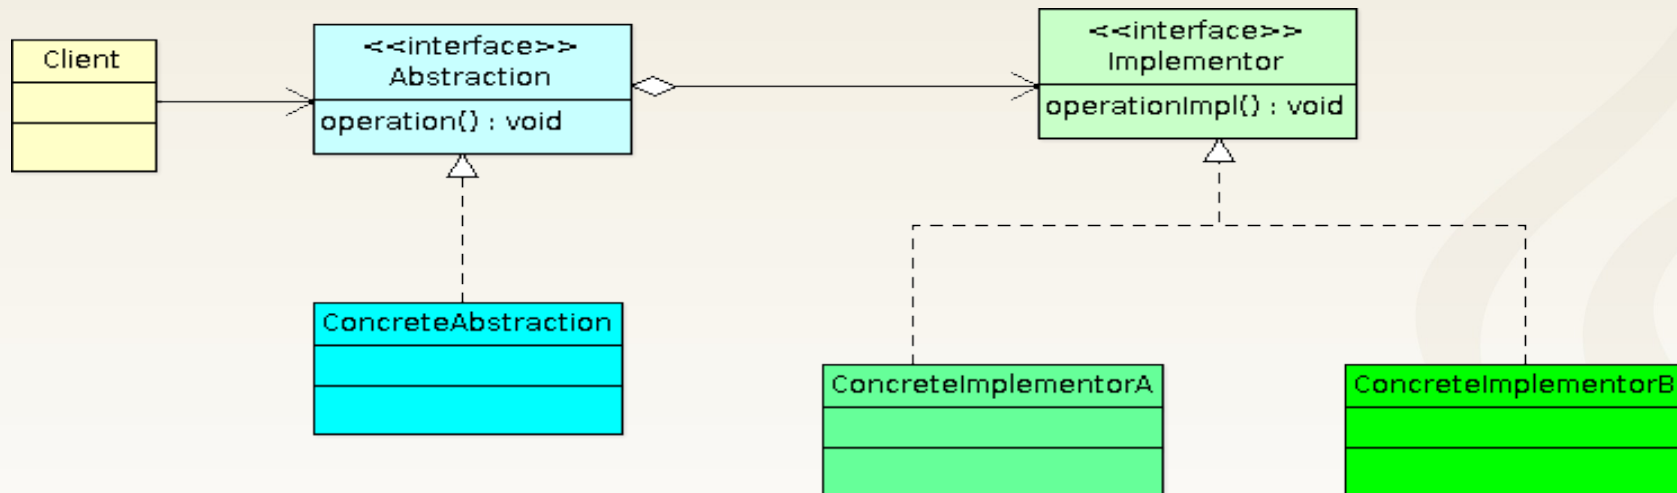 Client
<<interface>>
Abstraction
operation() : void
<<interface>>
Implementor
operationImpl() : void
ConcreteAbstraction
ConcreteImplementorA
ConcreteImplementorB